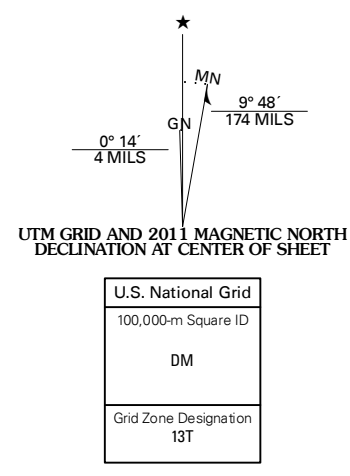 ★
MN
GN
9° 48´
174 MILS
0° 14´
4 MILS
UTM GRID AND 2011 MAGNETIC NORTH
DECLINATION AT CENTER OF SHEET
U.S. National Grid
100,000-m Square ID
DM
Grid Zone Designation
13T